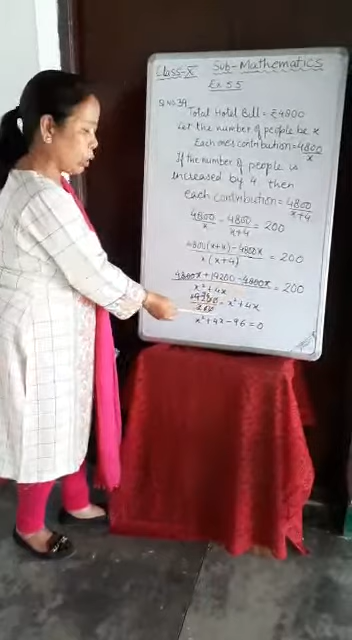 Class-X Sub-Mathematics
Ex 5.5
Q.No.39
Total Hotel Bill = ₹4800
Let the number of people be x
Each one's contribution = 4800/x
If the number of people is
increased by 4 then
each contribution = 4800/x+4
4800/x - 4800/x+4 = 200
4800(x+4) - 4800x / x(x+4) = 200
4800x + 19200 - 4800x / x²+4x = 200
19200/200 = x²+4x
x²+4x-96=0